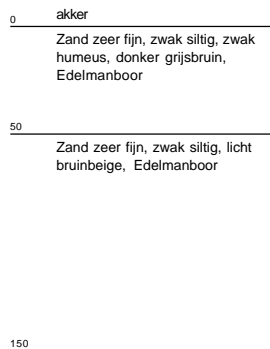 0 akker
Zand zeer fijn, zwak siltig, zwak
humeus, donker grijsbruin,
Edelmanboor
50
Zand zeer fijn, zwak siltig, licht
bruinbeige, Edelmanboor
150